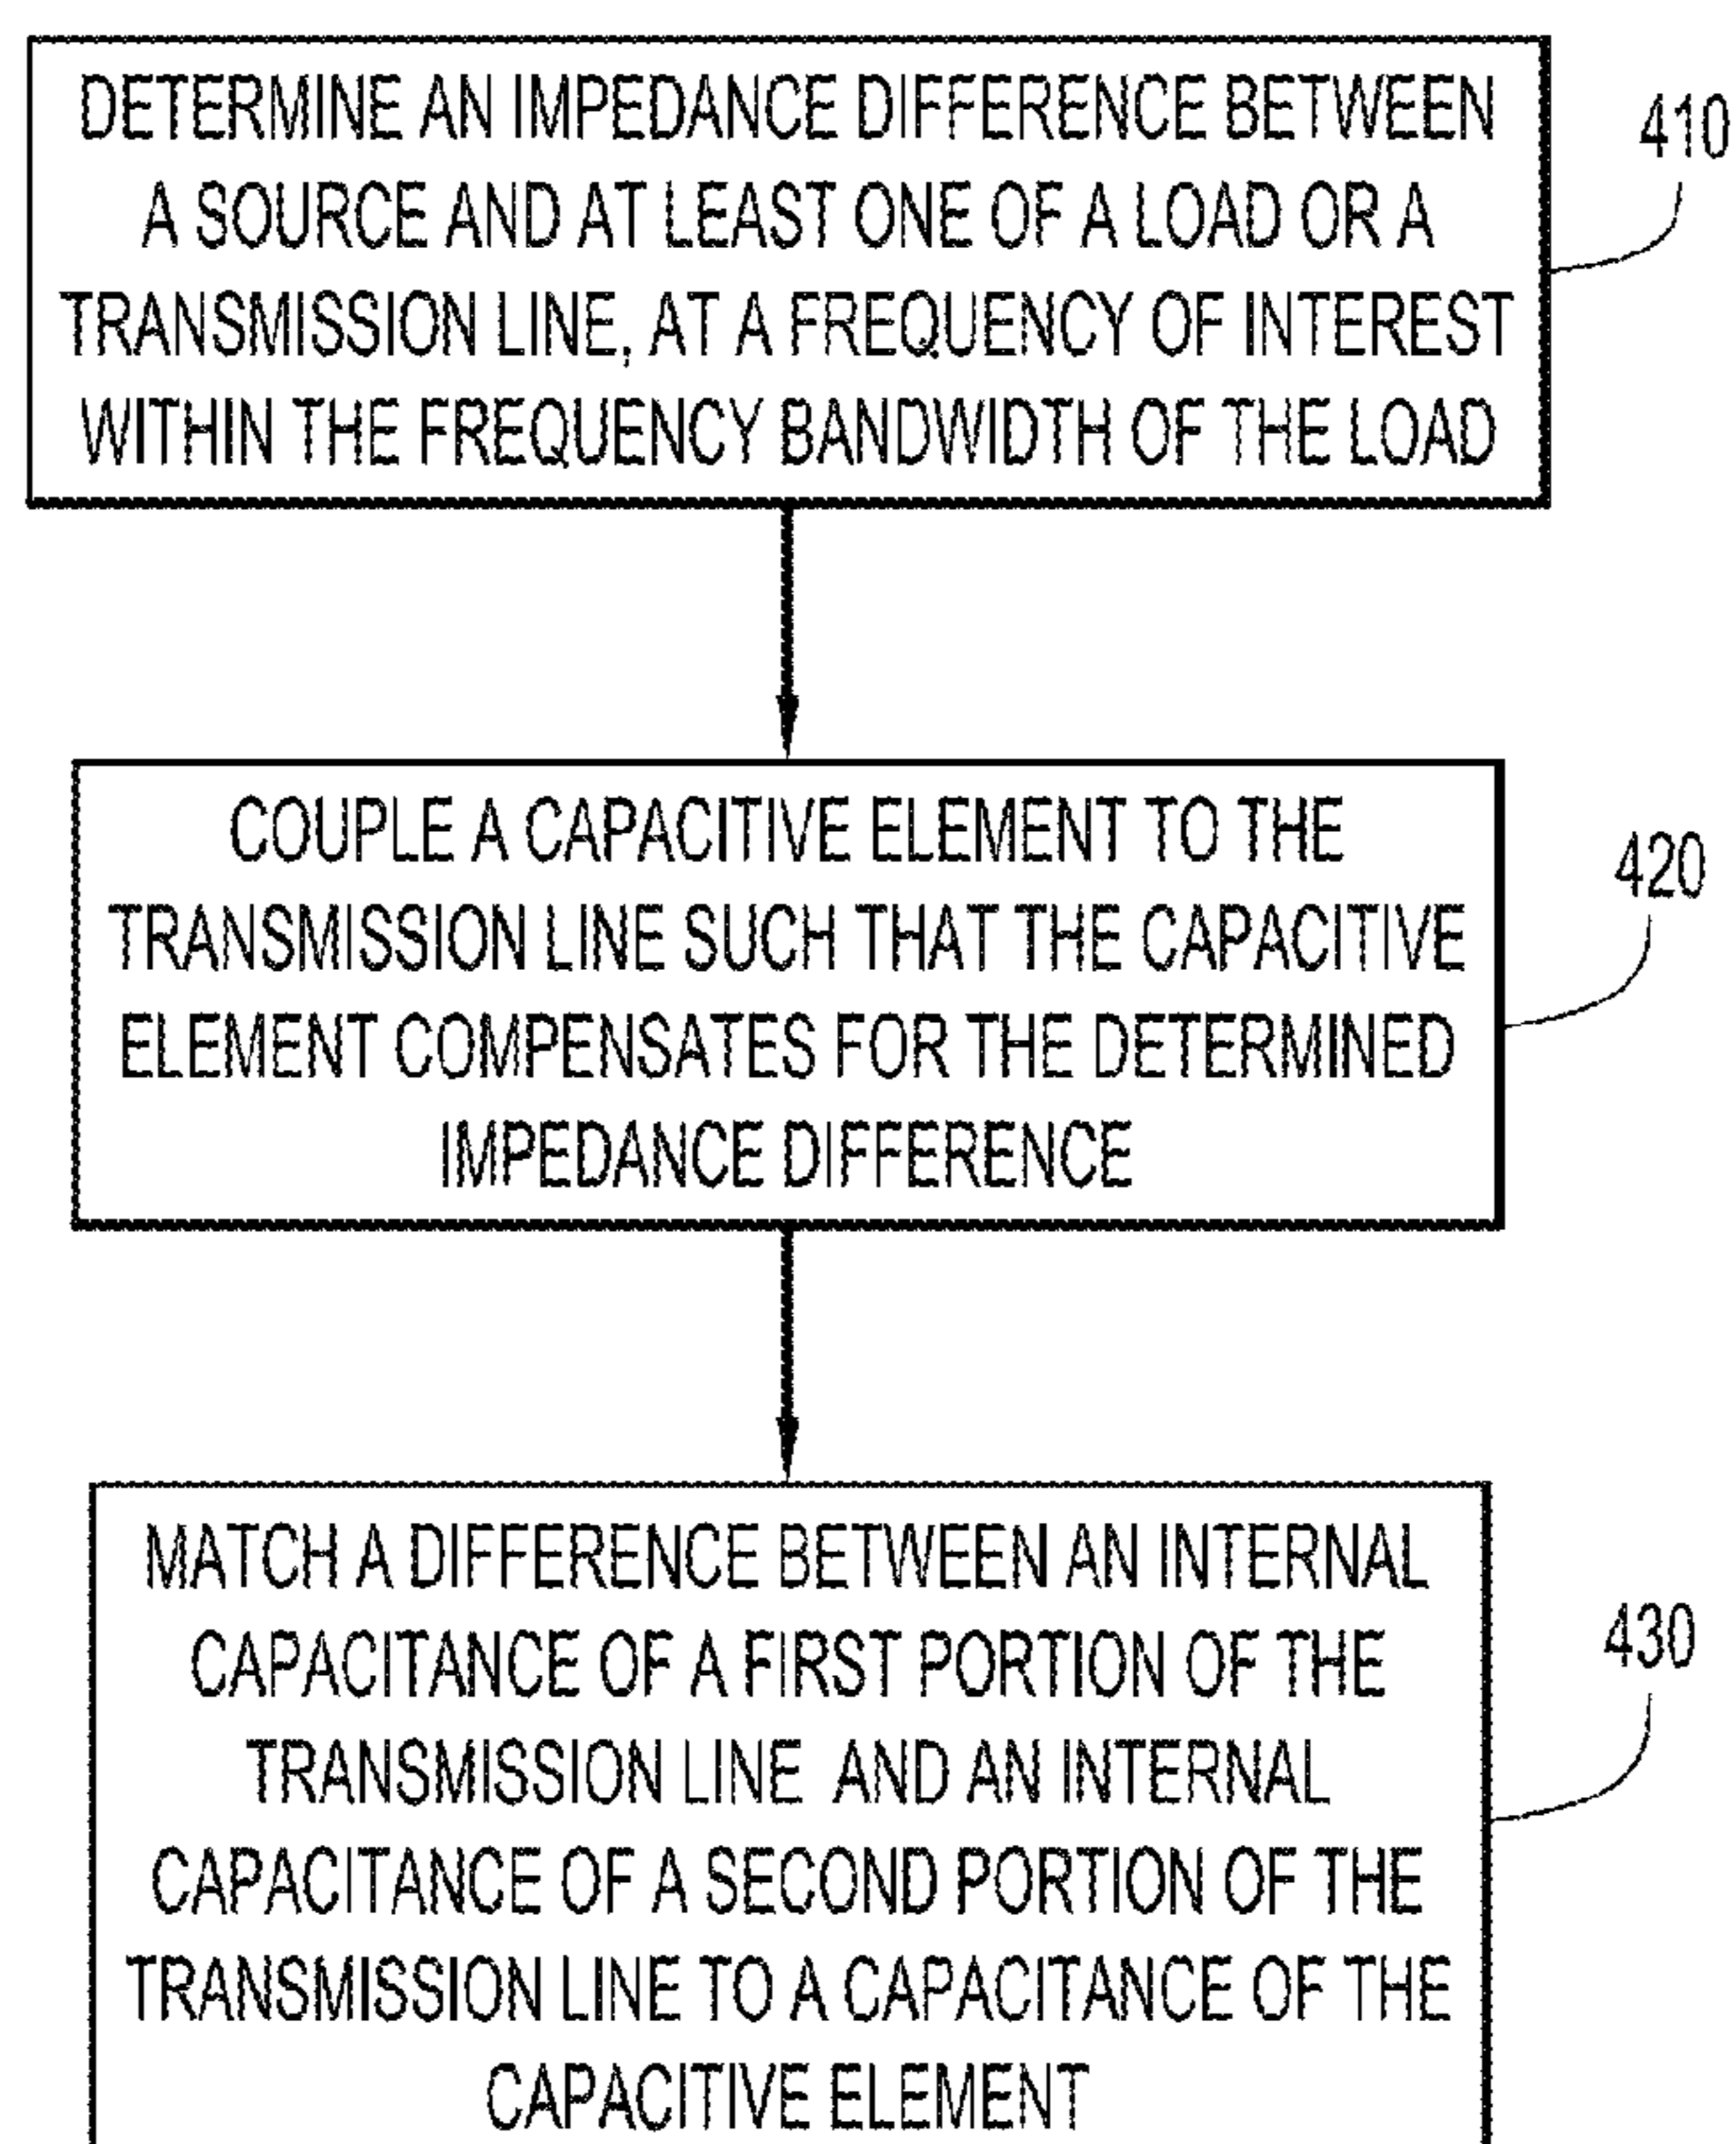 DETERMINE AN IMPEDANCE DIFFERENCE BETWEEN
A SOURCE AND AT LEAST ONE OF A LOAD OR A
TRANSMISSION LINE, AT A FREQUENCY OF INTEREST
WITHIN THE FREQUENCY BANDWIDTH OF THE LOAD
410
COUPLE A CAPACITIVE ELEMENT TO THE
TRANSMISSION LINE SUCH THAT THE CAPACITIVE
ELEMENT COMPENSATES FOR THE DETERMINED
IMPEDANCE DIFFERENCE
420
MATCH A DIFFERENCE BETWEEN AN INTERNAL
CAPACITANCE OF A FIRST PORTION OF THE
TRANSMISSION LINE AND AN INTERNAL
CAPACITANCE OF A SECOND PORTION OF THE
TRANSMISSION LINE TO A CAPACITANCE OF THE
CAPACITIVE ELEMENT
430